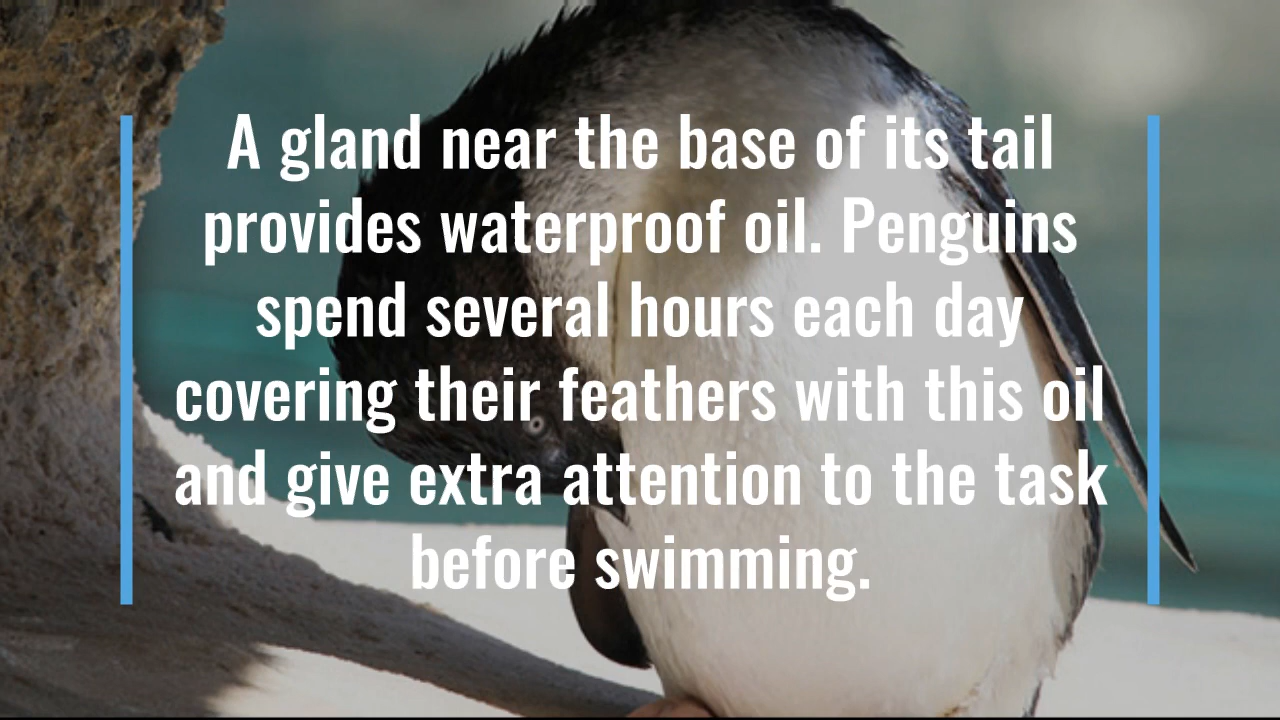 A gland near the base of its tail
provides waterproof oil. Penguins
spend several hours each day
covering their feathers with this oil
and give extra attention to the task
before swimming.